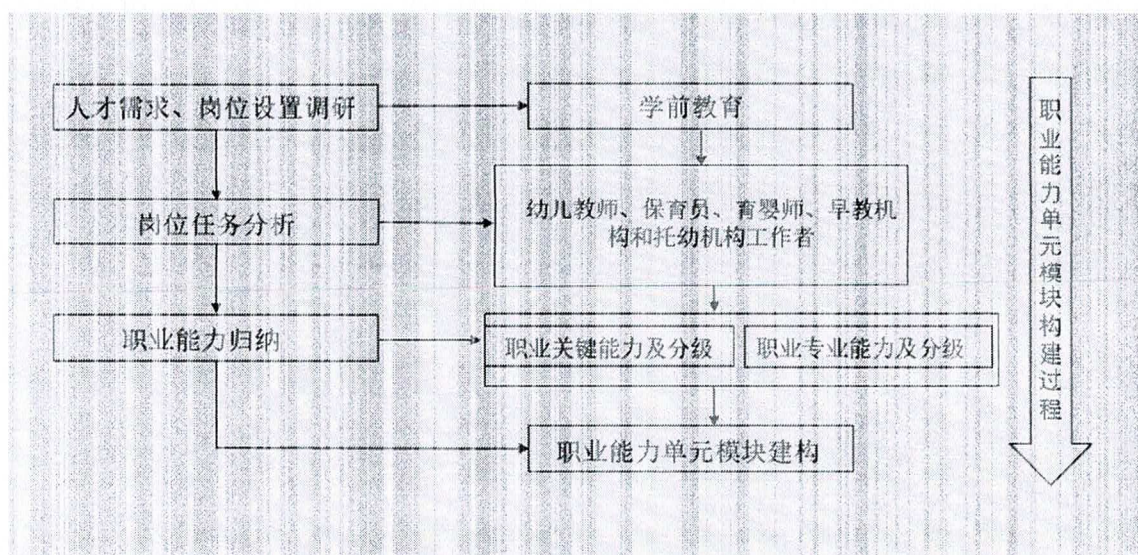 人才需求、岗位设置调研
学前教育
岗位任务分析
幼儿教师、保育员、育婴师、早教机
构和托幼机构工作者
职业能力归纳
职业关键能力及分级
职业专业能力及分级
职业能力单元模块建构
职业能力单元模块构建过程